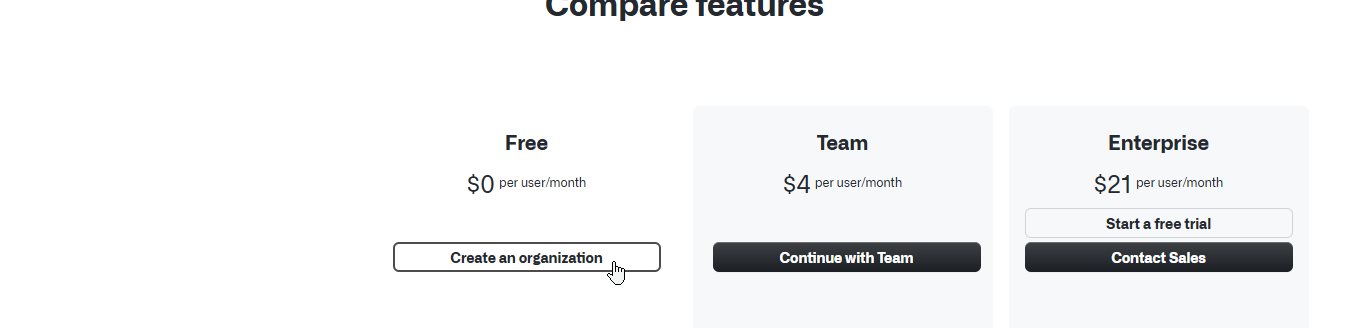 Compare features
Free
$0 per user/month
Create an organization
Team
$4 per user/month
Continue with Team
Enterprise
$21 per user/month
Start a free trial
Contact Sales